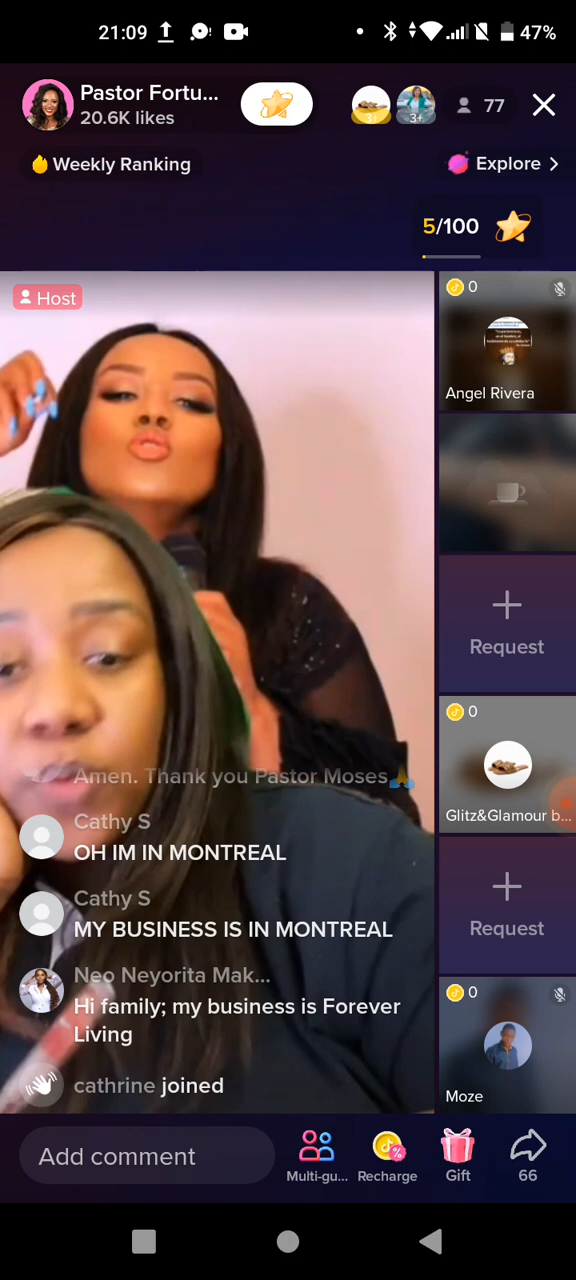 21:09
47%
Pastor Fortu...
20.6K likes
3+
3+
77
Weekly Ranking
Explore
5/100
Host
0
Angel Rivera
Request
0
Glitz&Glamour b...
Request
0
Moze
Amen. Thank you Pastor Moses🙏
Cathy S
OH IM IN MONTREAL
Cathy S
MY BUSINESS IS IN MONTREAL
Neo Neyorita Mak...
Hi family; my business is Forever
Living
cathrine joined
Add comment
Multi-gu...
Recharge
Gift
66